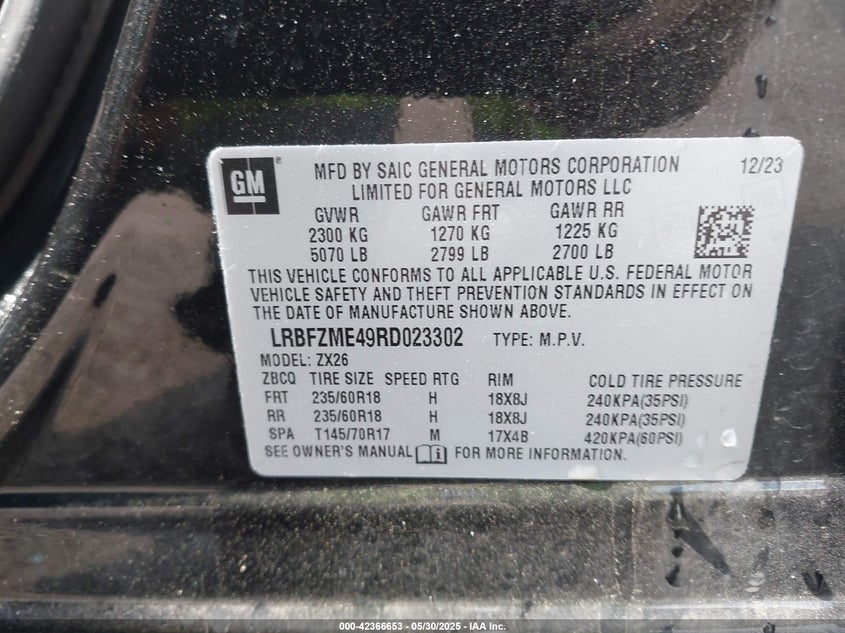 GM ®
MFD BY SAIC GENERAL MOTORS CORPORATION 12/23
LIMITED FOR GENERAL MOTORS LLC
GVWR GAWR FRT GAWR RR
2300 KG 1270 KG 1225 KG
5070 LB 2799 LB 2700 LB
THIS VEHICLE CONFORMS TO ALL APPLICABLE U.S. FEDERAL MOTOR
VEHICLE SAFETY AND THEFT PREVENTION STANDARDS IN EFFECT ON
THE DATE OF MANUFACTURE SHOWN ABOVE.
LRBFZME49RD023302 TYPE: M.P.V.
MODEL: ZX26
ZBCQ TIRE SIZE SPEED RTG RIM COLD TIRE PRESSURE
FRT 235/60R18 H 18X8J 240KPA(35PSI)
RR 235/60R18 H 18X8J 240KPA(35PSI)
SPA T145/70R17 M 17X4B 420KPA(60PSI)
SEE OWNER'S MANUAL i FOR MORE INFORMATION.
000-42366653 - 05/30/2025 - IAA Inc.